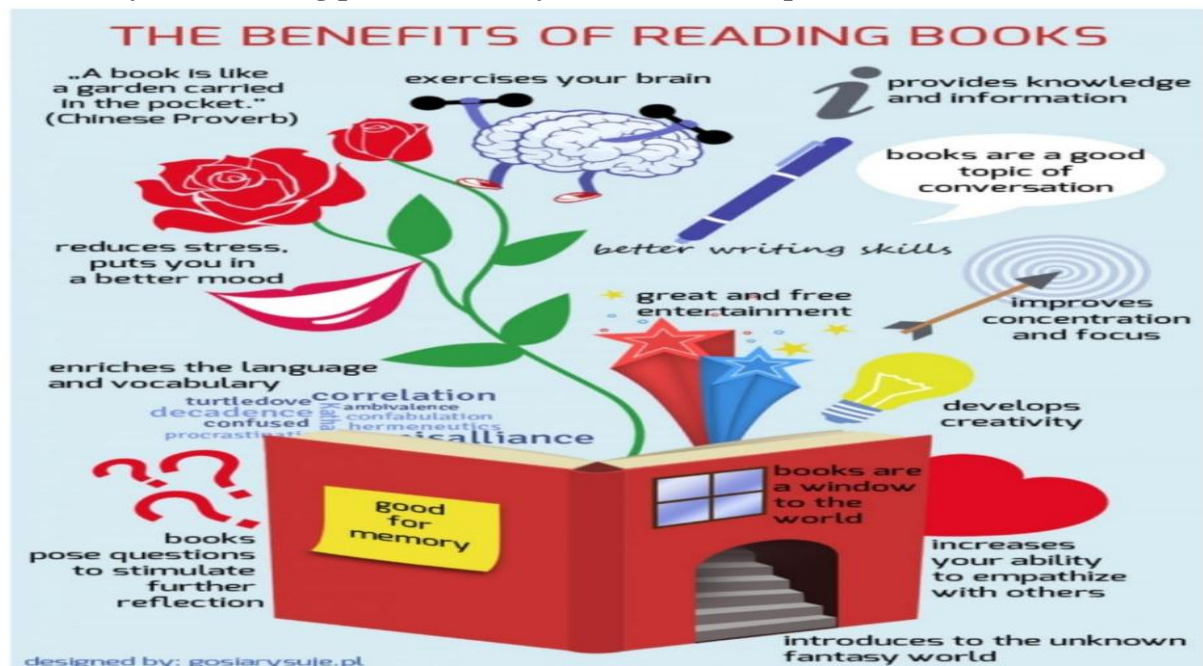 THE BENEFITS OF READING BOOKS
„A book is like
a garden carried
in the pocket.”
(Chinese Proverb)
exercises your brain
provides knowledge
and information
books are a good
topic of
conversation
reduces stress,
puts you in
a better mood
better writing skills
great and free
entertainment
improves
concentration
and focus
enriches the language
and vocabulary
turtledove
correlation
decadence
ambivalence
confused
confabulation
hermeneutics
develops
creativity
books
pose questions
to stimulate
further
reflection
good
for
memory
books are
a window
to the
world
increases
your ability
to empathize
with others
introduces to the unknown
fantasy world
designed by: gosiarysuje.pl